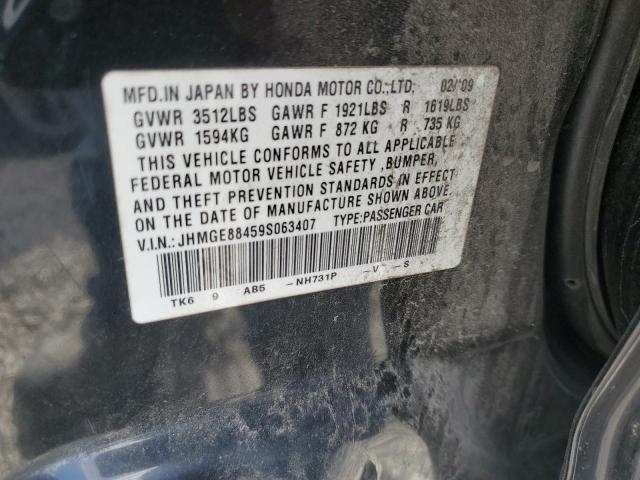 MFD.IN JAPAN BY HONDA MOTOR CO.,LTD. 02/09
GVWR 3512LBS GAWR F 1921LBS R 1619LBS
GVWR 1594KG GAWR F 872 KG R 735 KG
THIS VEHICLE CONFORMS TO ALL APPLICABLE
FEDERAL MOTOR VEHICLE SAFETY ,BUMPER,
AND THEFT PREVENTION STANDARDS IN EFFECT
ON THE DATE OF MANUFACTURE SHOWN ABOVE.
V.I.N.:JHMGE88459S063407 TYPE:PASSENGER CAR
TK6 9 AB5 -NH731P -V -S